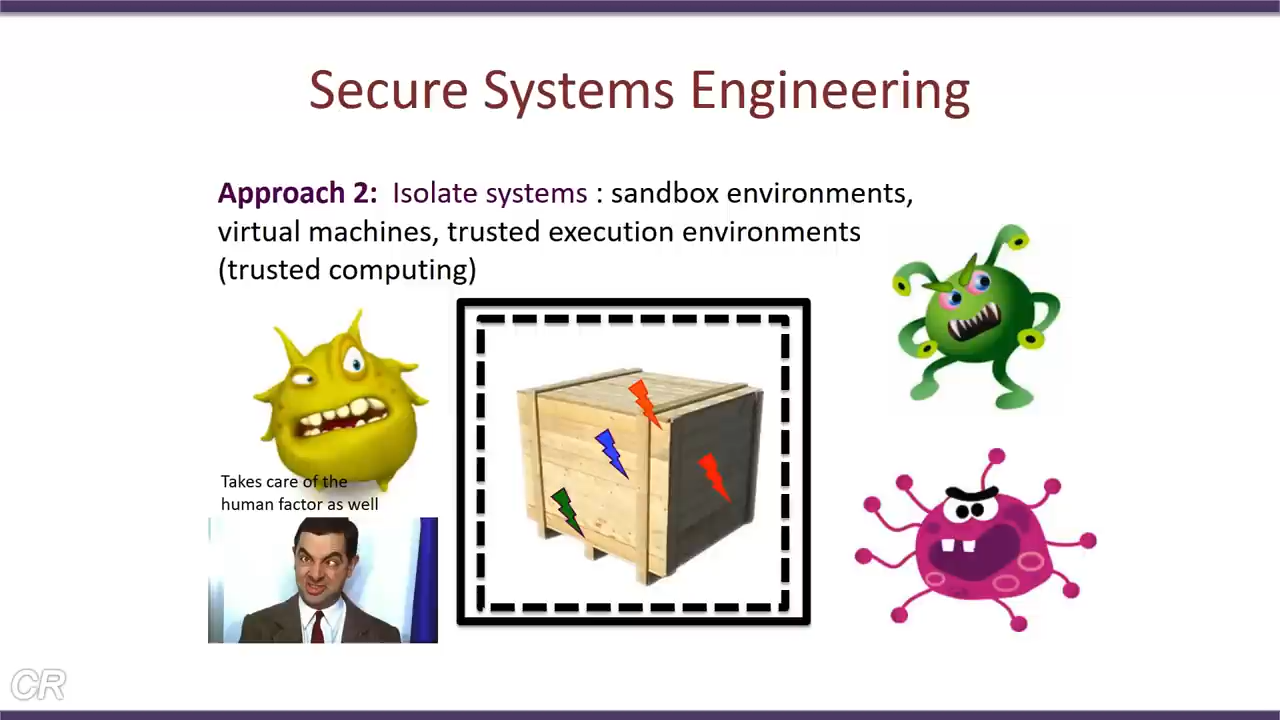 Secure Systems Engineering
Approach 2: Isolate systems : sandbox environments,
virtual machines, trusted execution environments
(trusted computing)
Takes care of the
human factor as well
CR